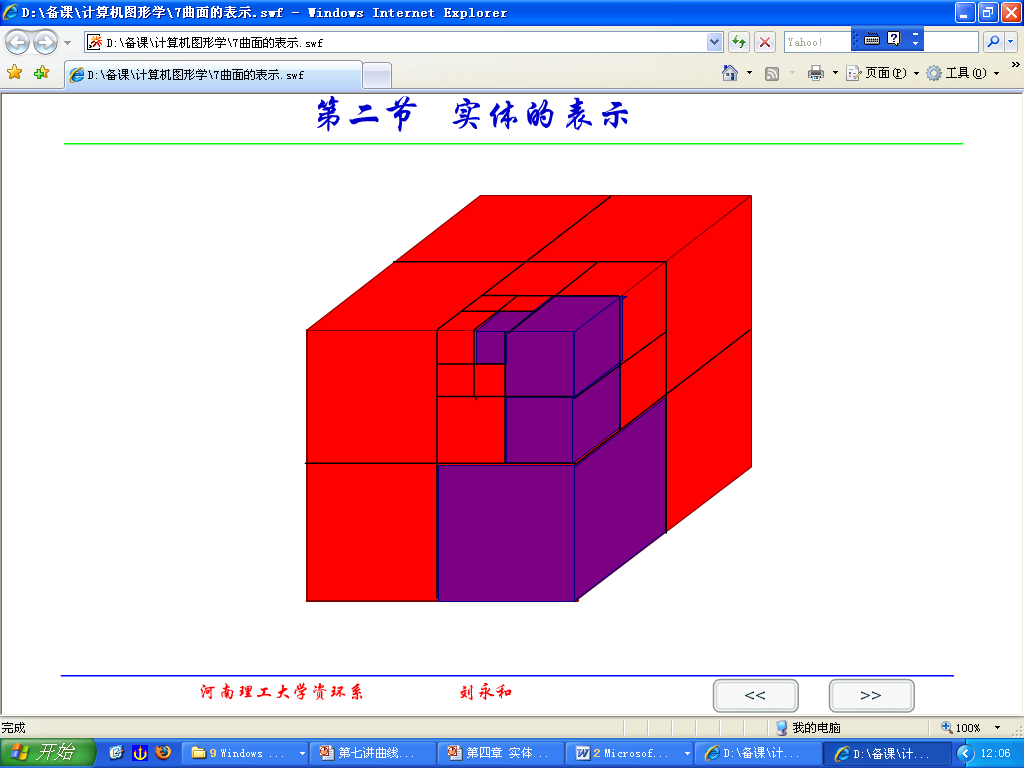 D:\备课\计算机图形学\7曲面的表示.swf - Windows Internet Explorer
D:\备课\计算机图形学\7曲面的表示.swf
Yahoo!
D:\备课\计算机图形学\7曲面的表示.swf
页面(P)
工具(O)
»
第二节 实体的表示
河南理工大学资环系 刘永和
<< >>
完成 我的电脑 100%
开始 9 Windows ... 第七讲曲线... 第四章 实体... 2 Microsof... D:\备课\计... D:\备课\计... 12:06